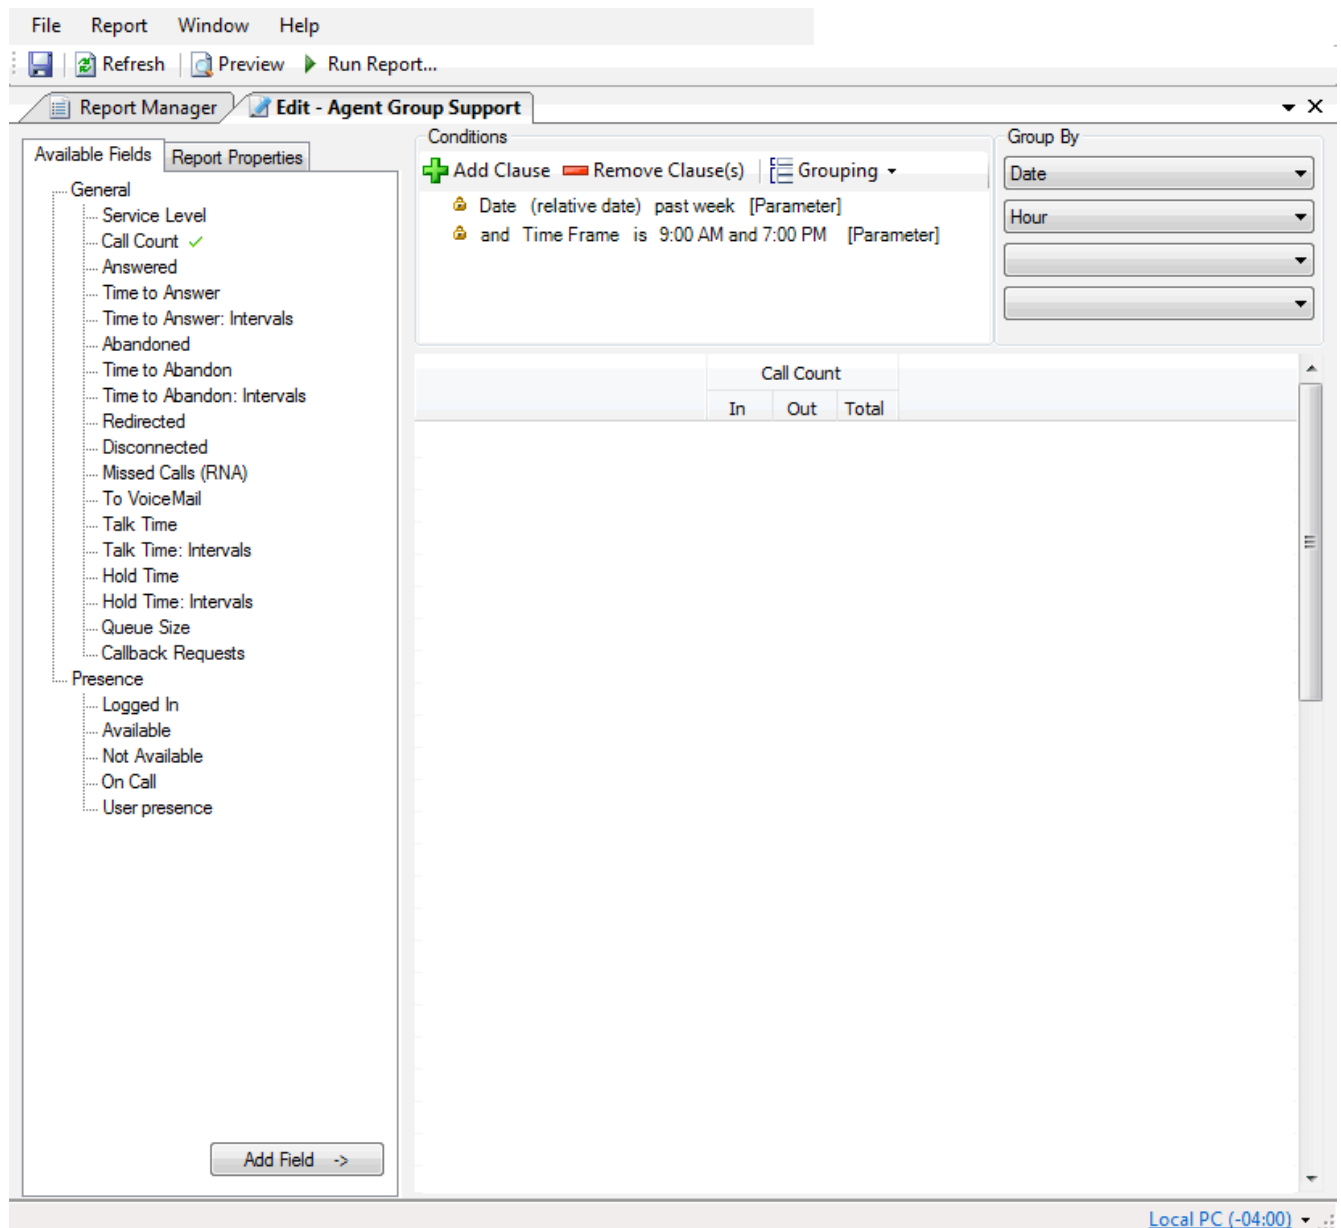 File Report Window Help
Refresh Preview Run Report...
Report Manager Edit - Agent Group Support
Available Fields Report Properties
General
Service Level
Call Count
Answered
Time to Answer
Time to Answer: Intervals
Abandoned
Time to Abandon
Time to Abandon: Intervals
Redirected
Disconnected
Missed Calls (RNA)
To VoiceMail
Talk Time
Talk Time: Intervals
Hold Time
Hold Time: Intervals
Queue Size
Callback Requests
Presence
Logged In
Available
Not Available
On Call
User presence
Add Field ->
Conditions
Add Clause Remove Clause(s) Grouping
Date (relative date) past week [Parameter]
and Time Frame is 9:00 AM and 7:00 PM [Parameter]
Group By
Date
Hour
Call Count
In Out Total
Local PC (-04:00)